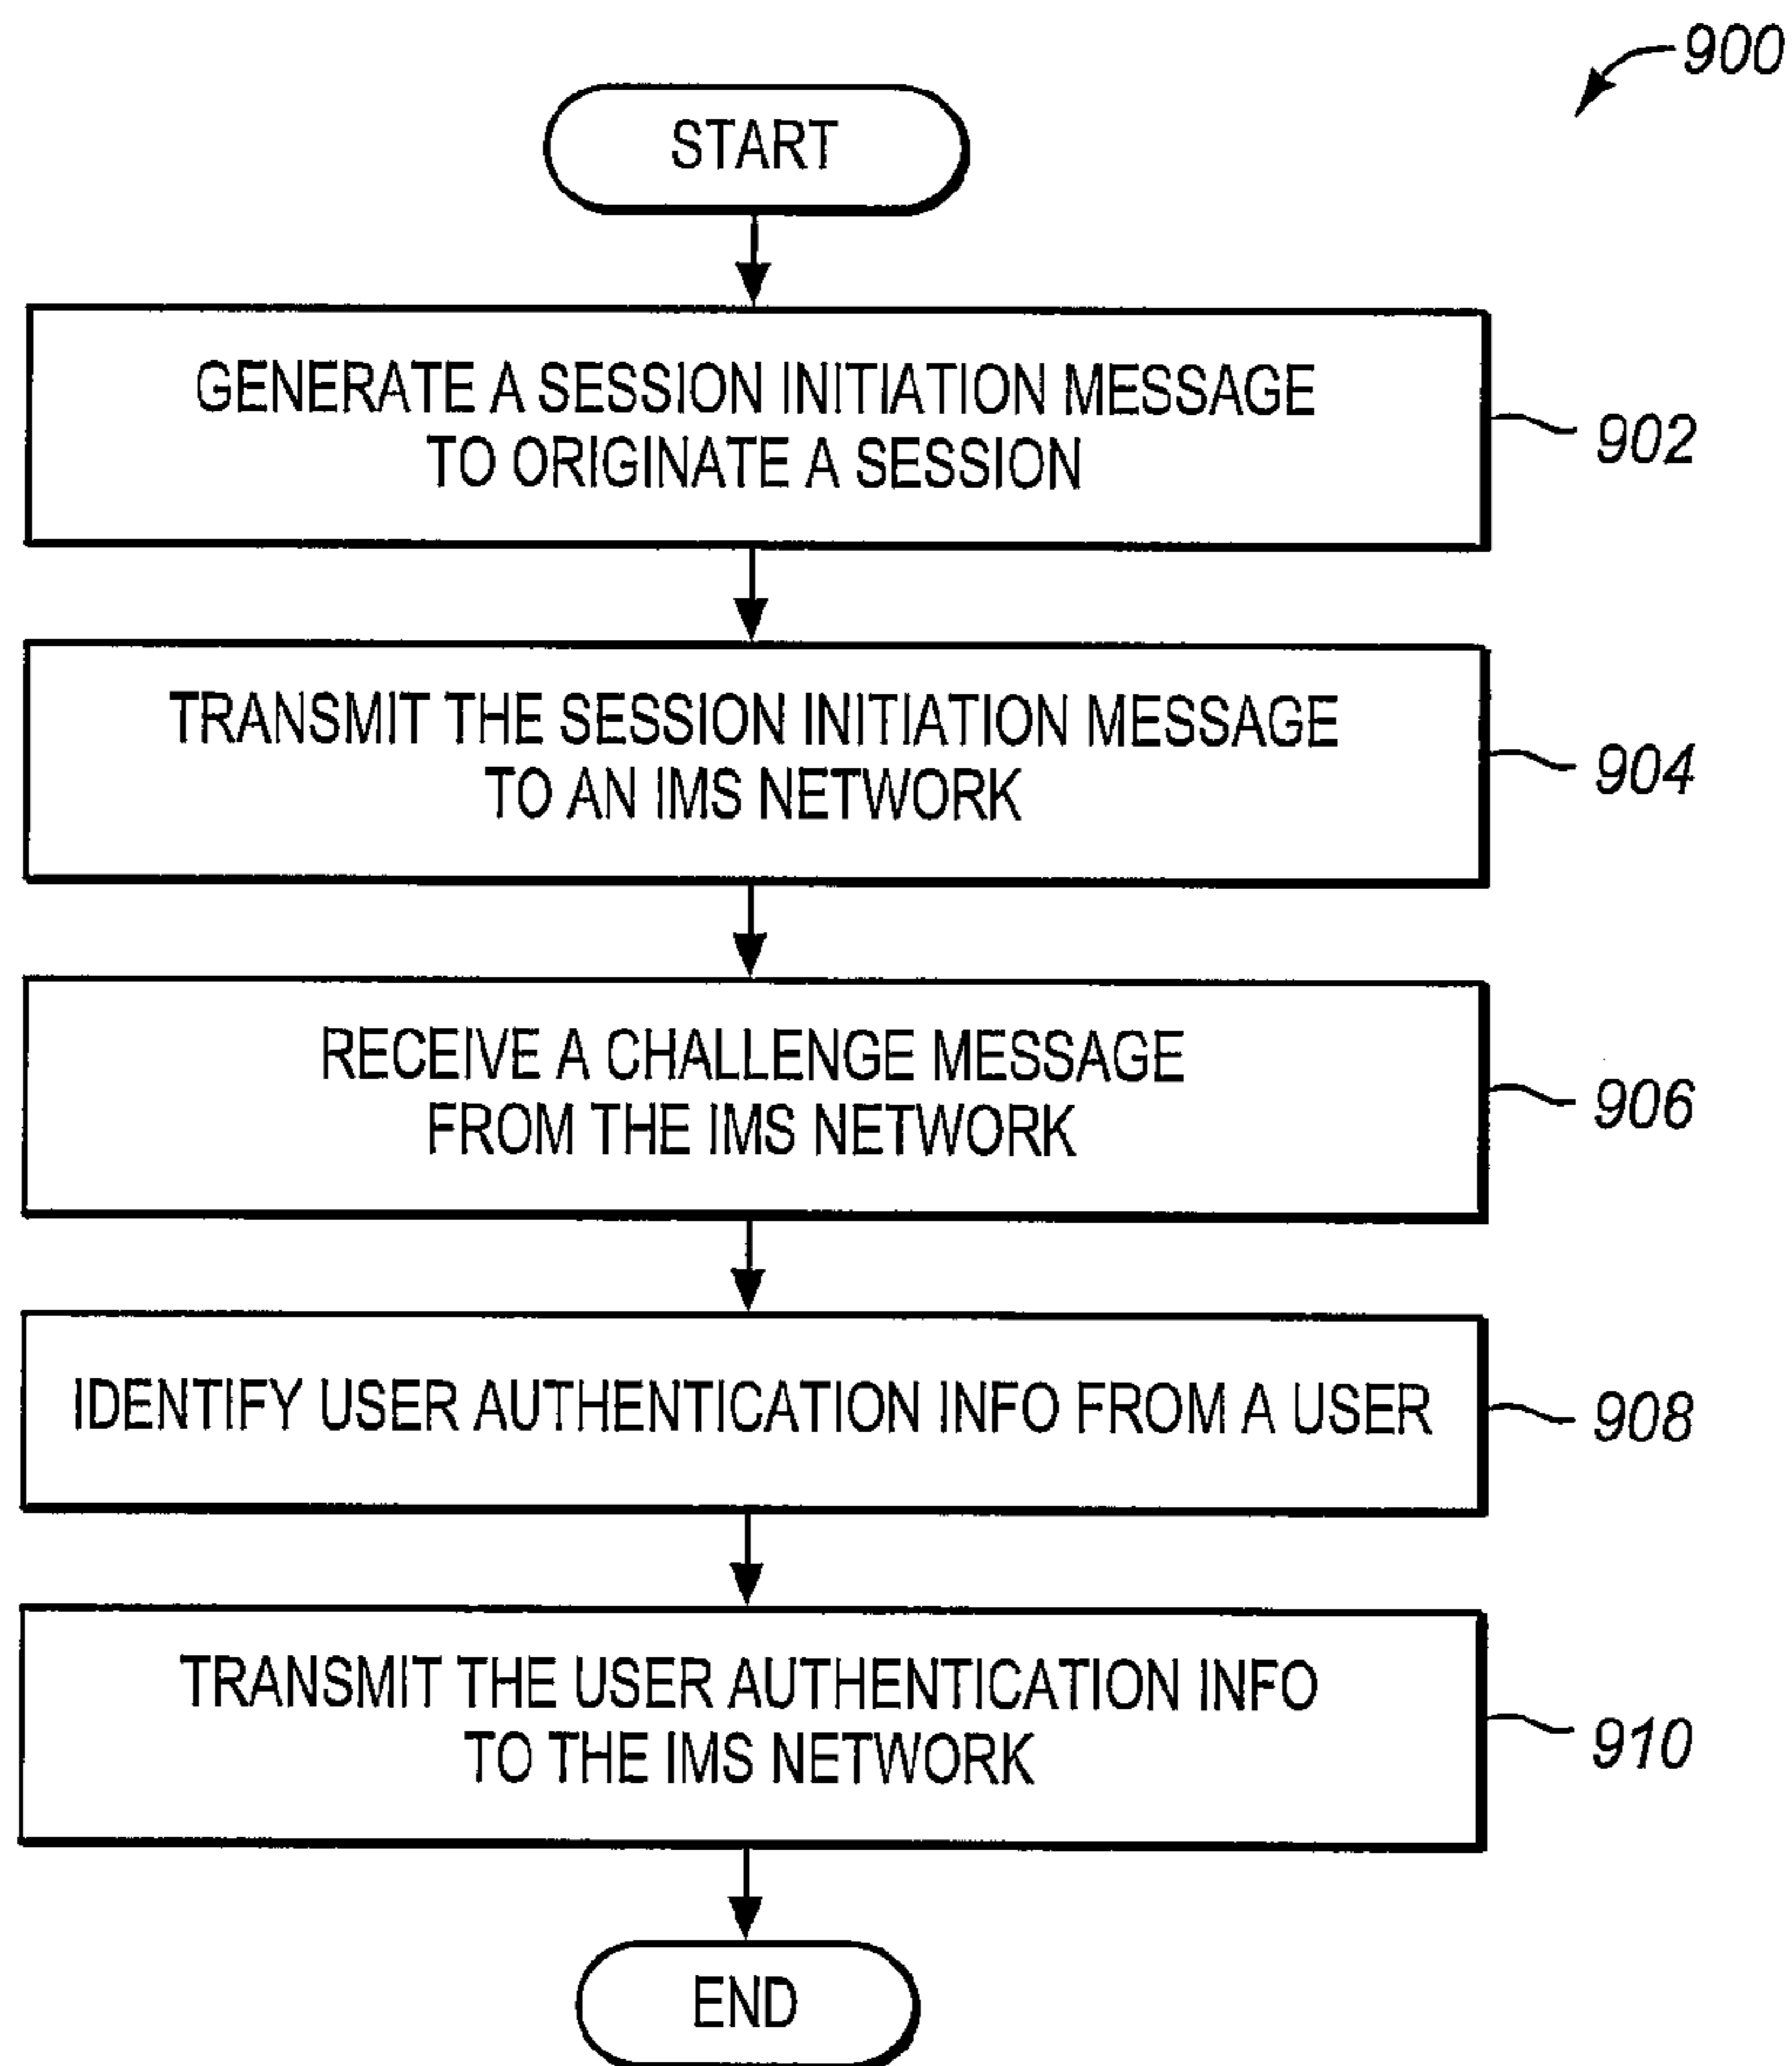 900
START
GENERATE A SESSION INITIATION MESSAGE
TO ORIGINATE A SESSION
902
TRANSMIT THE SESSION INITIATION MESSAGE
TO AN IMS NETWORK
904
RECEIVE A CHALLENGE MESSAGE
FROM THE IMS NETWORK
906
IDENTIFY USER AUTHENTICATION INFO FROM A USER
908
TRANSMIT THE USER AUTHENTICATION INFO
TO THE IMS NETWORK
910
END